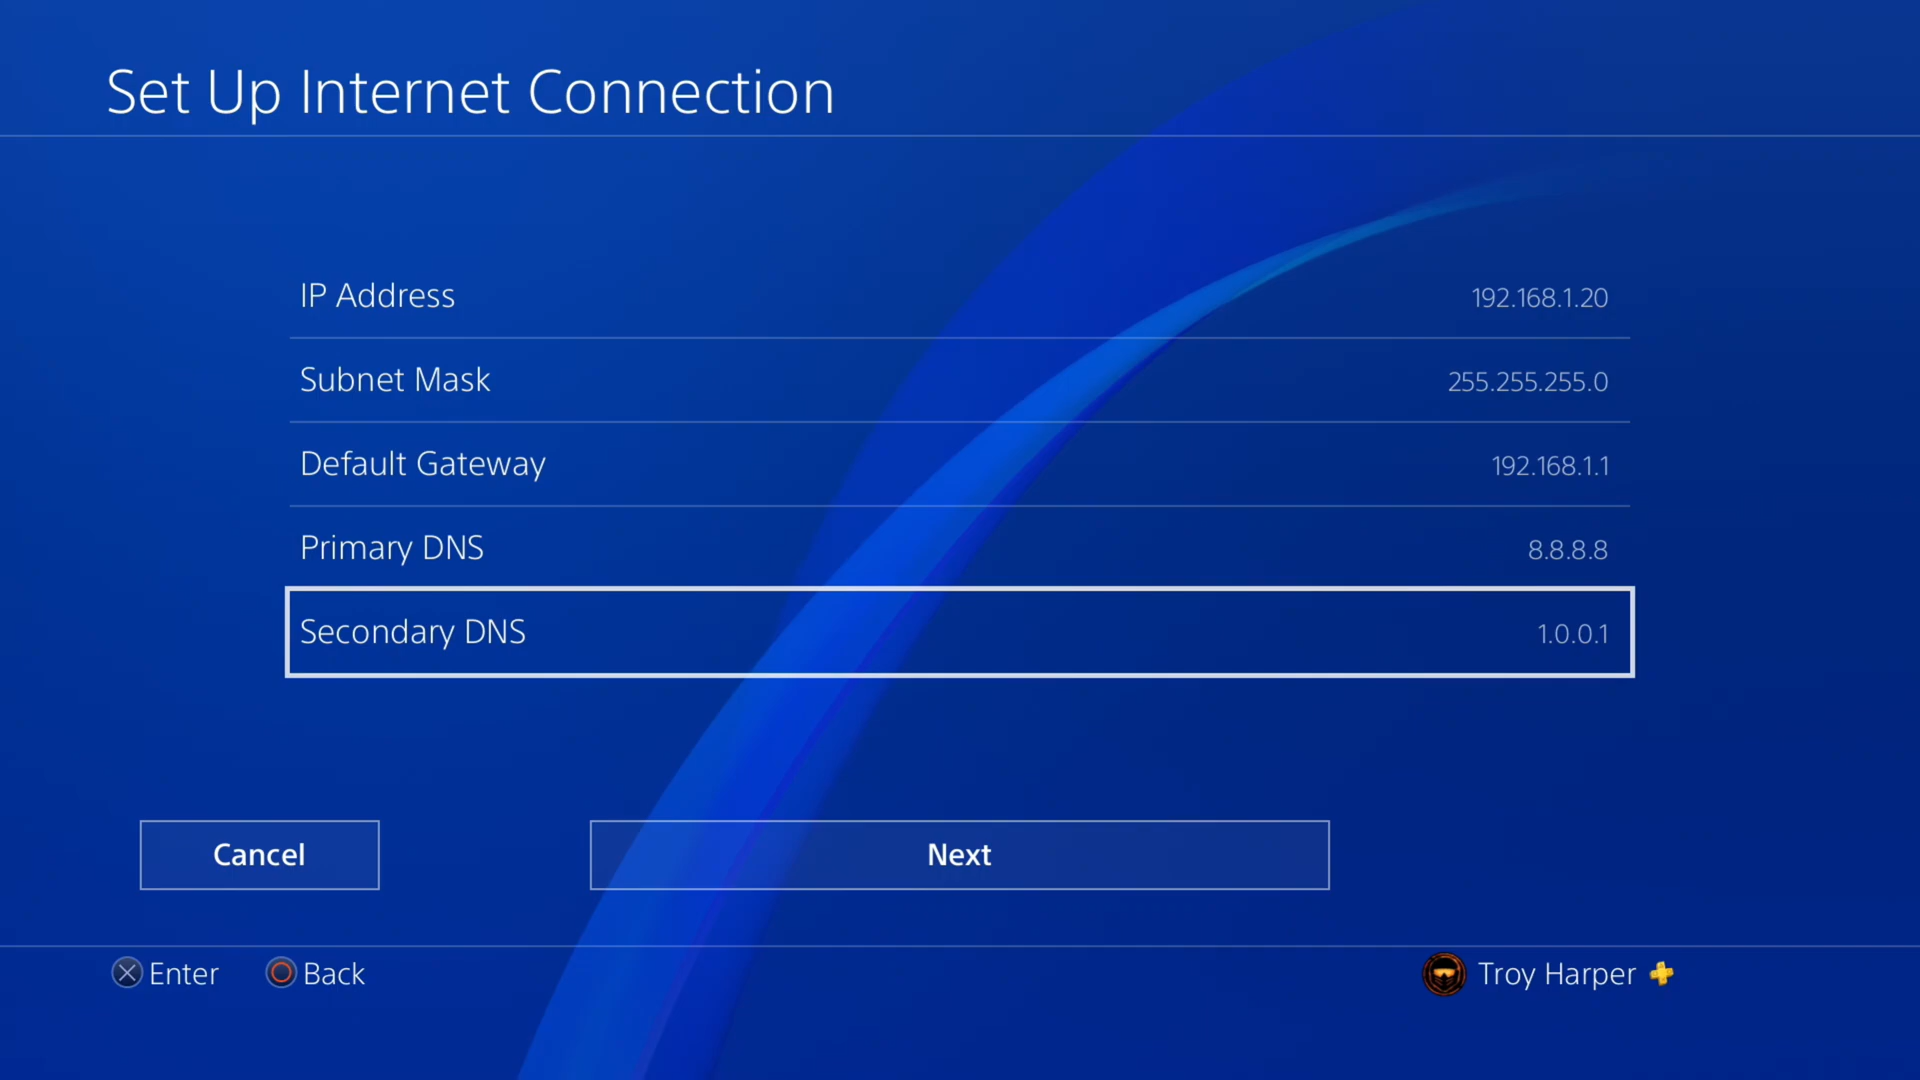 Set Up Internet Connection
IP Address 192.168.1.20
Subnet Mask 255.255.255.0
Default Gateway 192.168.1.1
Primary DNS 8.8.8.8
Secondary DNS 1.0.0.1
Cancel Next
Enter Back Troy Harper